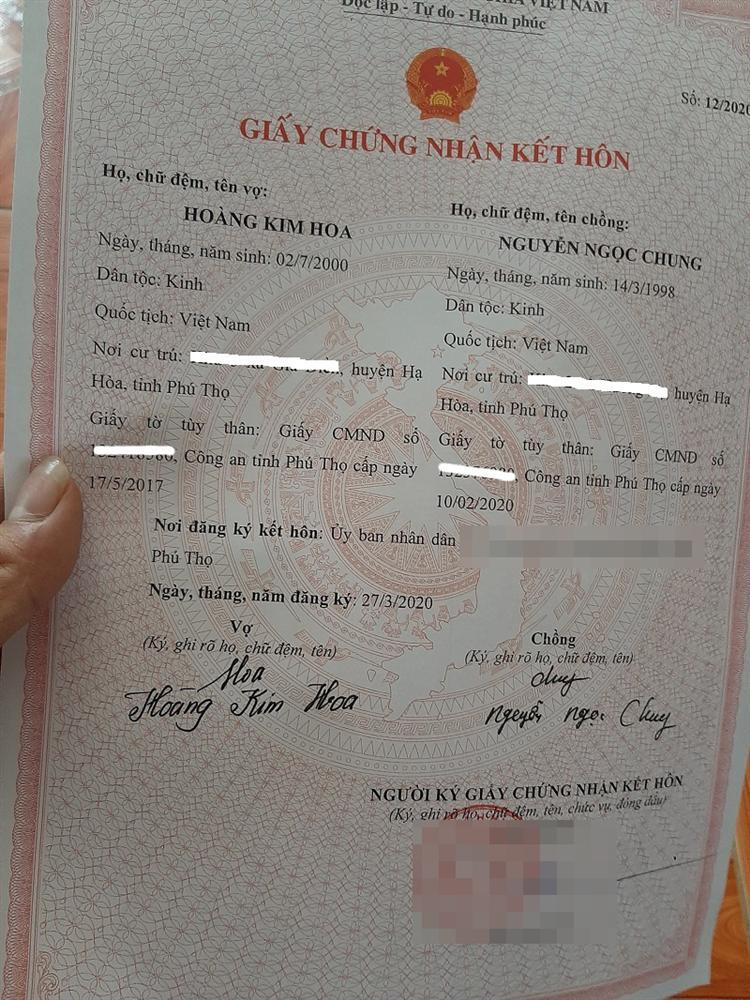 VIỆT NAM
Độc lập - Tự do - Hạnh phúc
Số: 12/2020
GIẤY CHỨNG NHẬN KẾT HÔN
Họ, chữ đệm, tên vợ:
HOÀNG KIM HOA
Ngày, tháng, năm sinh: 02/7/2000
Dân tộc: Kinh
Quốc tịch: Việt Nam
Nơi cư trú: huyện Hạ
Hòa, tỉnh Phú Thọ
Giấy tờ tùy thân: Giấy CMND số
, Công an tỉnh Phú Thọ cấp ngày
17/5/2017
Họ, chữ đệm, tên chồng:
NGUYỄN NGỌC CHUNG
Ngày, tháng, năm sinh: 14/3/1998
Dân tộc: Kinh
Quốc tịch: Việt Nam
Nơi cư trú: huyện Hạ
Hòa, tỉnh Phú Thọ
Giấy tờ tùy thân: Giấy CMND số
, Công an tỉnh Phú Thọ cấp ngày
10/02/2020
Nơi đăng ký kết hôn: Ủy ban nhân dân
Phú Thọ
Ngày, tháng, năm đăng ký: 27/3/2020
Vợ
(Ký, ghi rõ họ, chữ đệm, tên)
Hoa
Hoàng Kim Hoa
Chồng
(Ký, ghi rõ họ, chữ đệm, tên)
Chung
Nguyễn Ngọc Chung
NGƯỜI KÝ GIẤY CHỨNG NHẬN KẾT HÔN
(Ký, ghi rõ họ, chữ đệm, tên, chức vụ, đóng dấu)